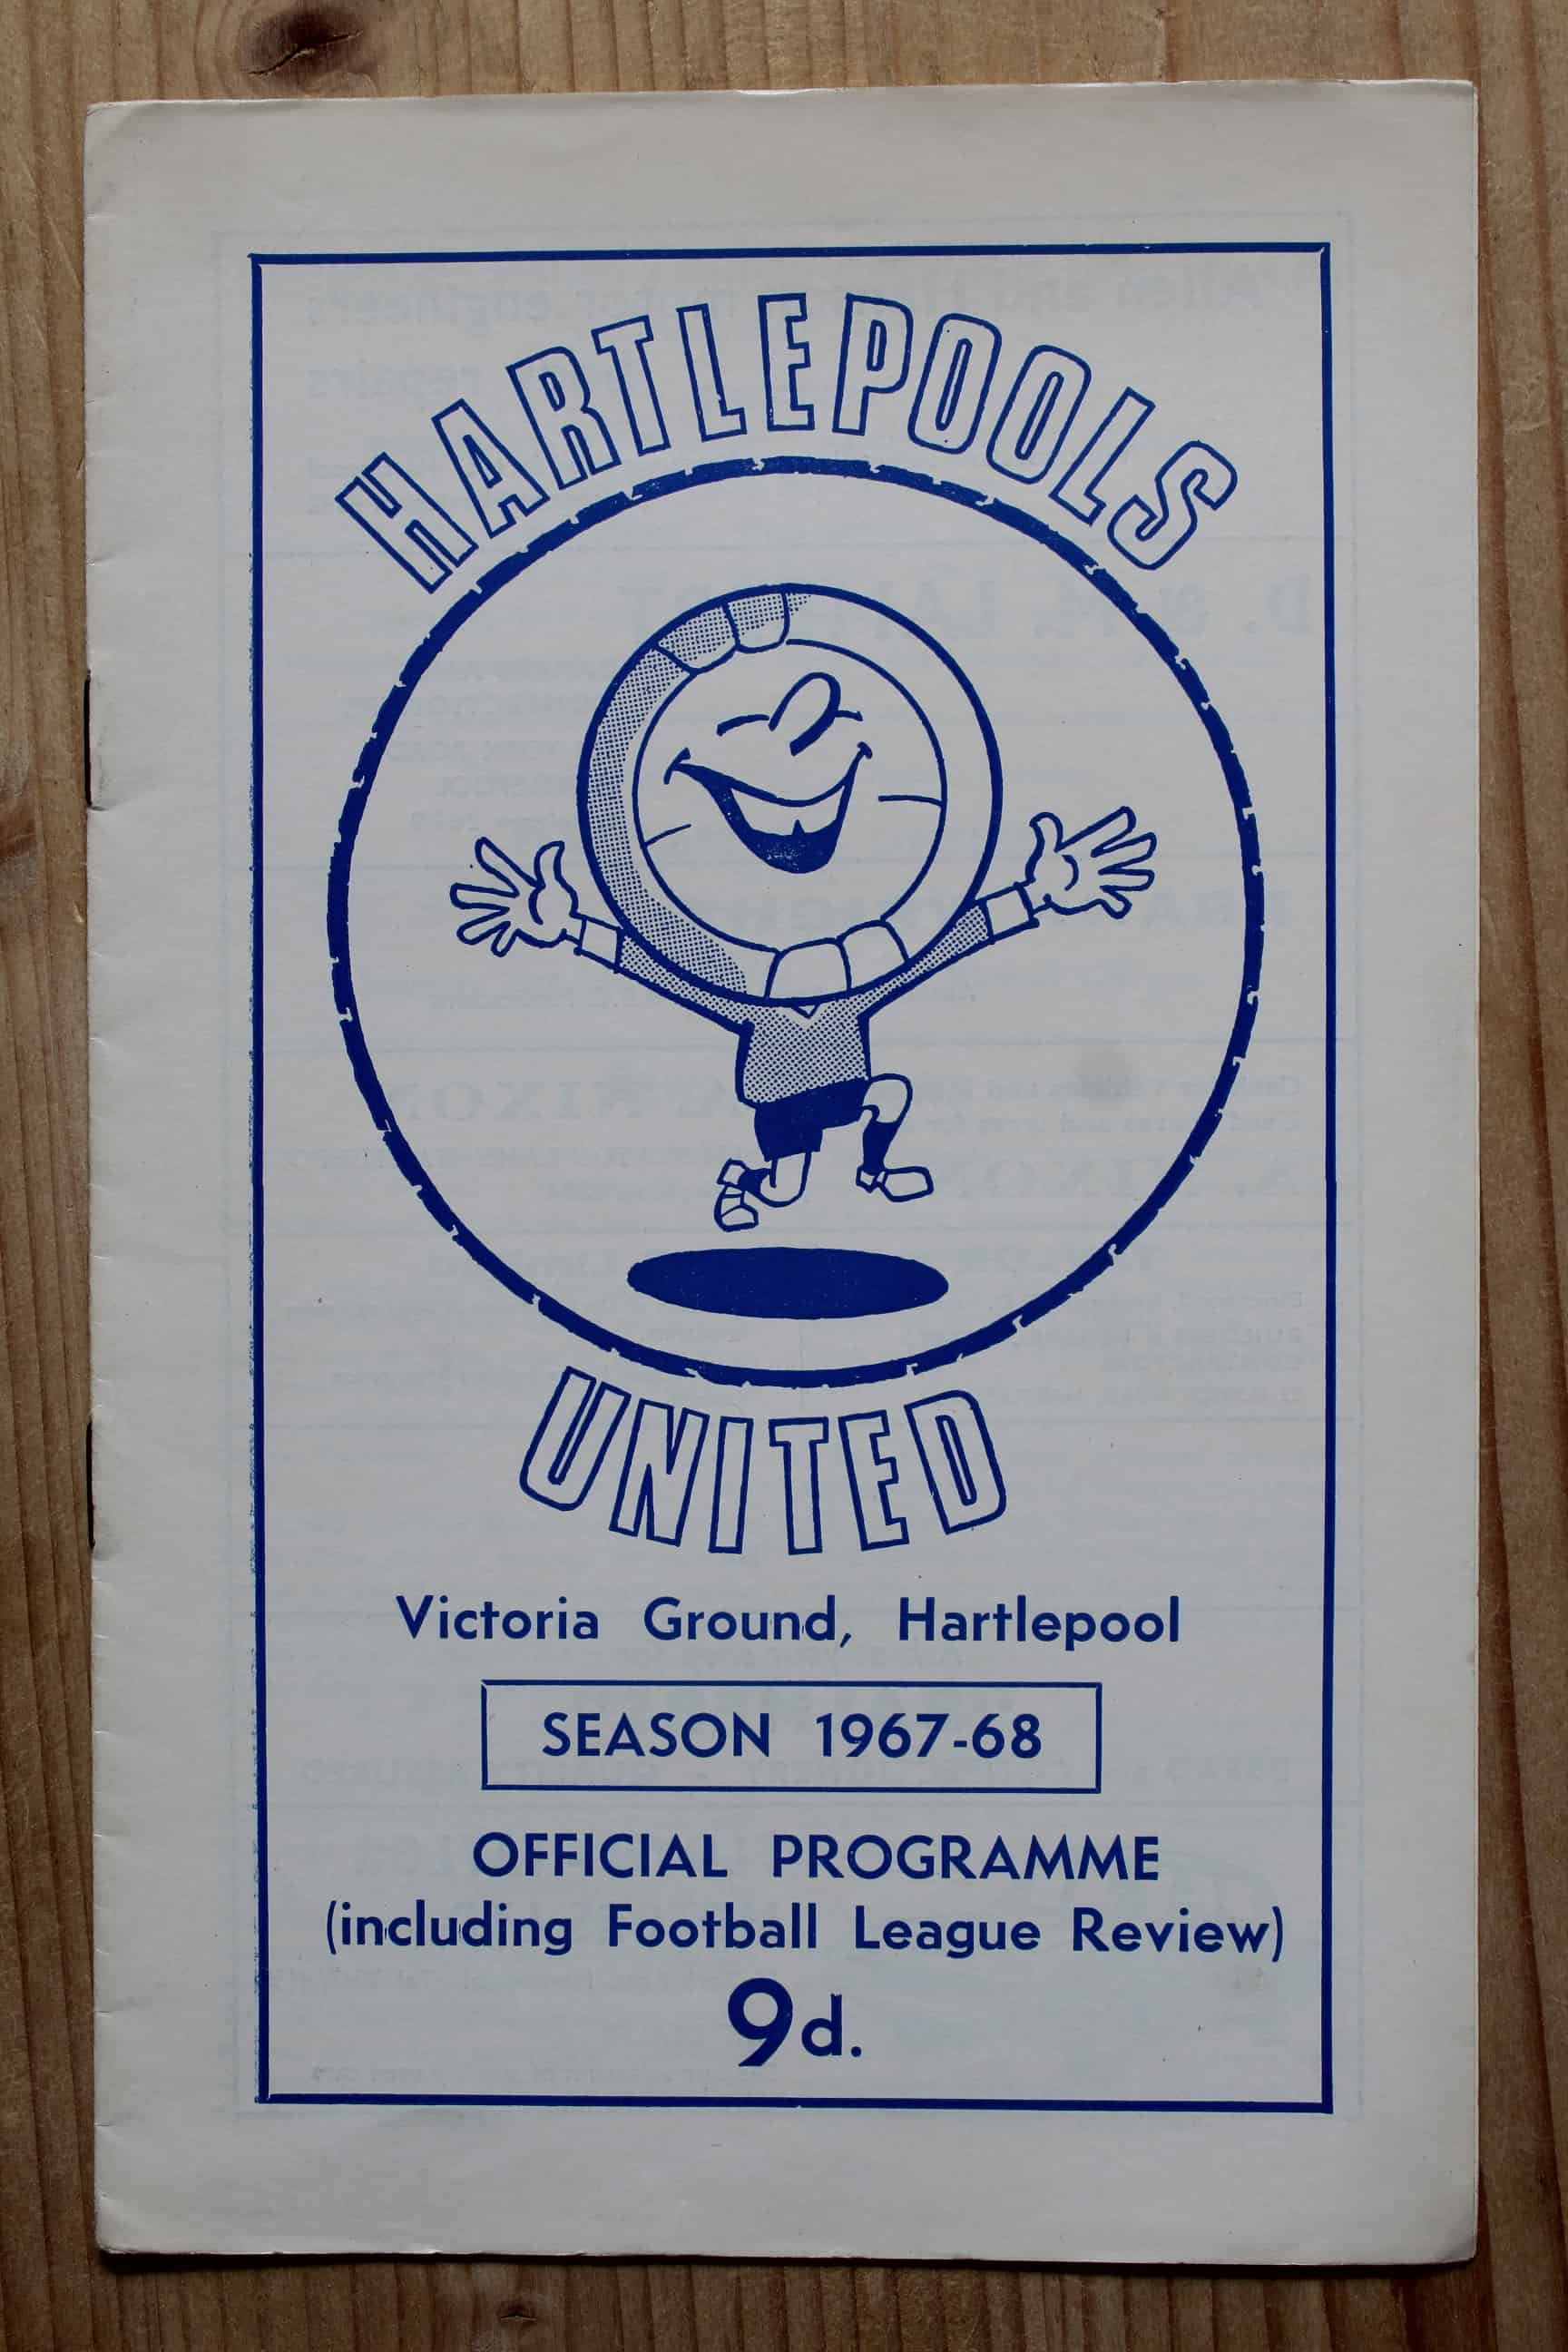 HARTLEPOOLS
UNITED
Victoria Ground, Hartlepool
SEASON 1967-68
OFFICIAL PROGRAMME
(including Football League Review)
9d.